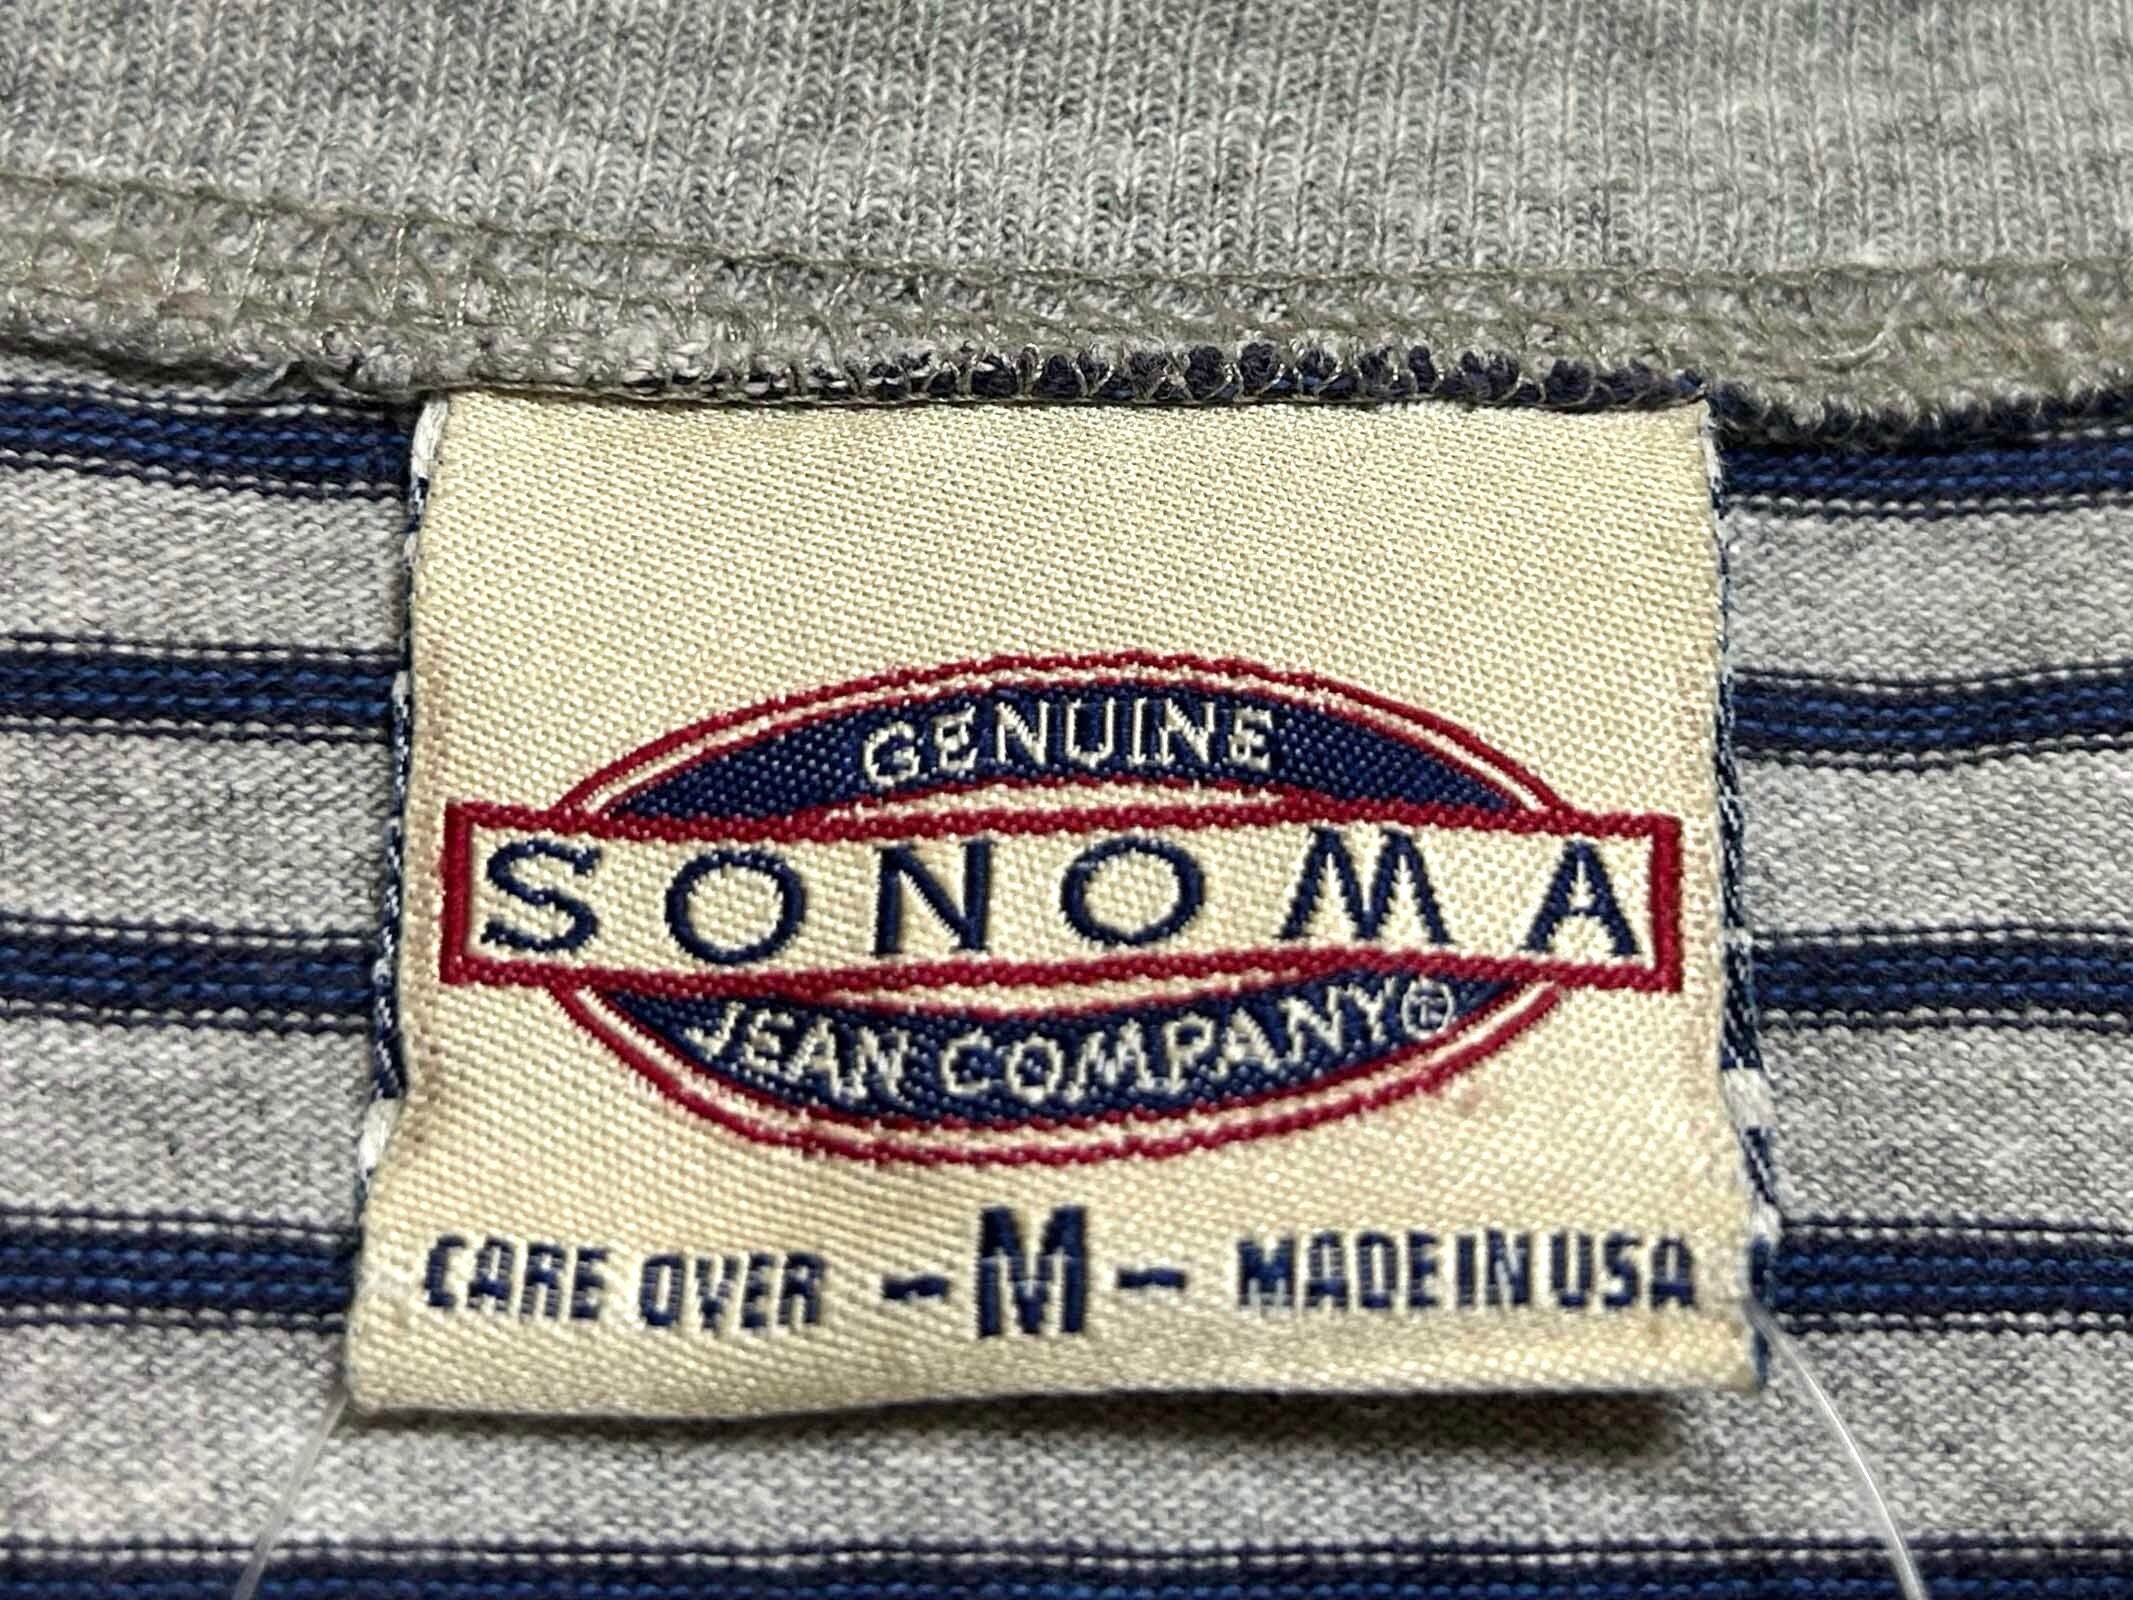 GENUINE
SONOMA
JEAN COMPANY®
CARE OVER - M - MADE IN USA